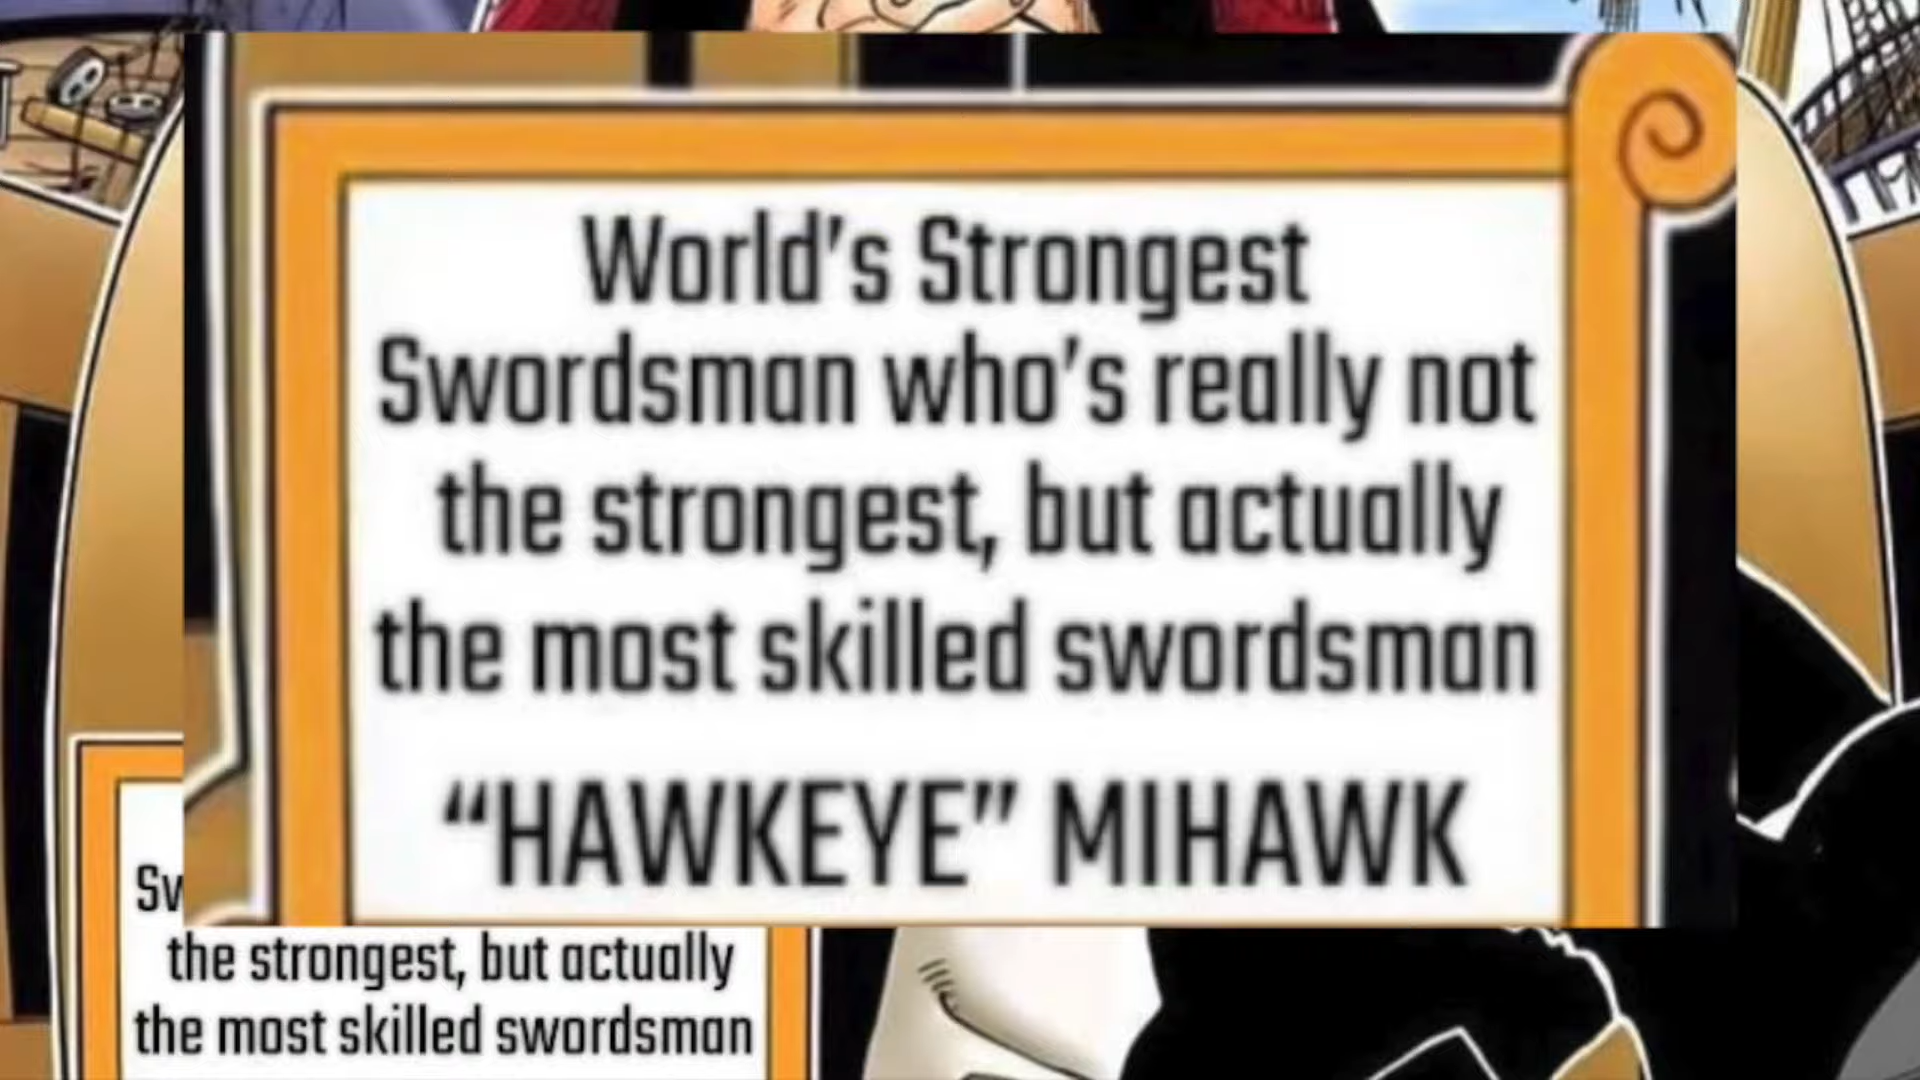 World's Strongest
Swordsman who's really not
the strongest, but actually
the most skilled swordsman
“HAWKEYE” MIHAWK
Sw
the strongest, but actually
the most skilled swordsman